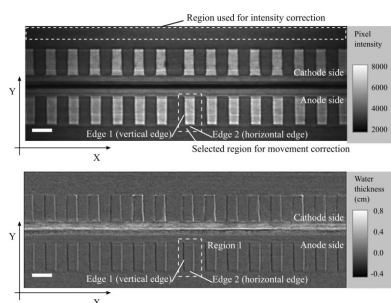 Region used for intensity correction
Pixel
intensity
8000
6000
4000
2000
Cathode side
Anode side
Y
Edge 1 (vertical edge)
Edge 2 (horizontal edge)
Selected region for movement correction
X
Water
thickness
(cm)
0.8
0.4
0.0
−0.4
Cathode side
Anode side
Y
Region 1
Edge 1 (vertical edge)
Edge 2 (horizontal edge)
X